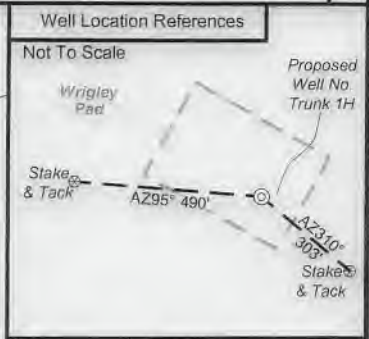 Well Location References
Not To Scale
Wrigley
Pad
Proposed
Well No
Trunk 1H
Stake
& Tack
AZ95° 490'
AZ310°
303'
Stake
& Tack